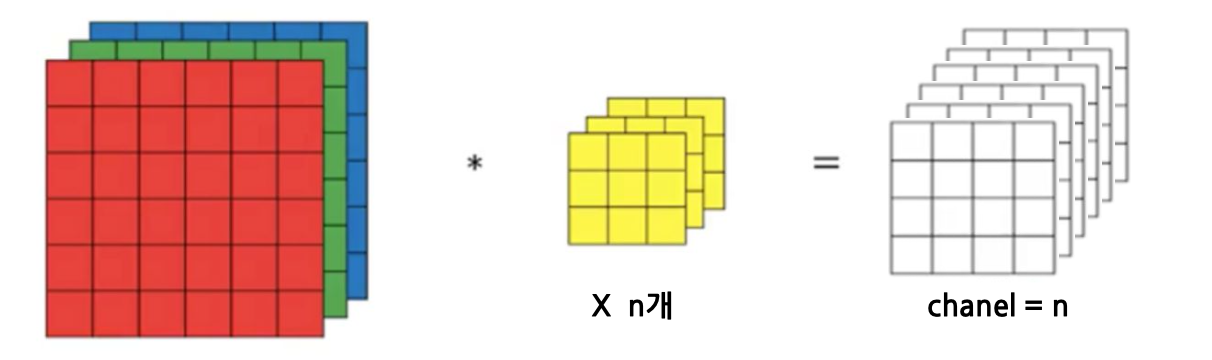 *
=
X n개
chanel = n